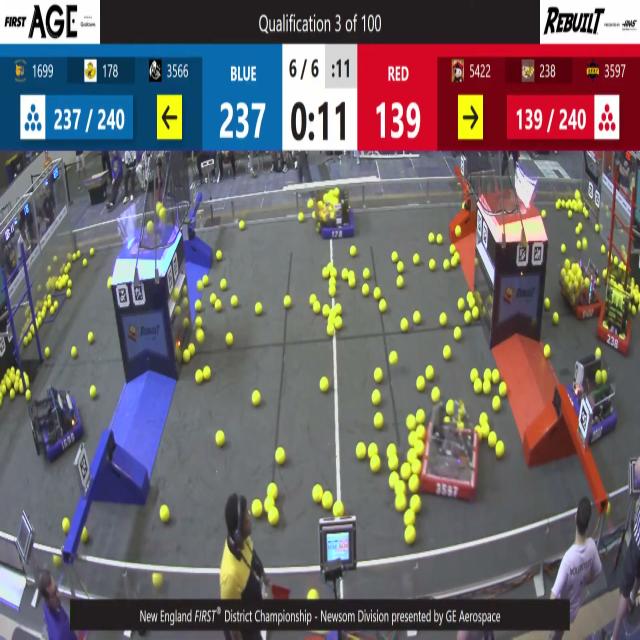 FIRST AGE
Qualification 3 of 100
REBUILT
1699 178 3566
BLUE
6 / 6 :11
RED
5422 238 3597
237 / 240
237
0:11
139
139 / 240
178
REBUILT
REBUILT
238
3597
New England FIRST® District Championship - Newsom Division presented by GE Aerospace